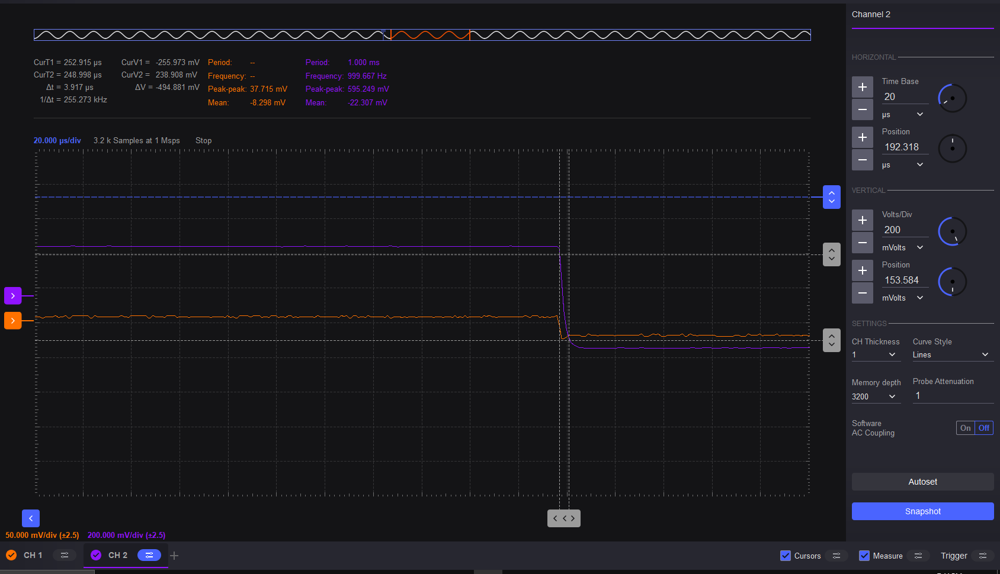 Channel 2
HORIZONTAL
Time Base
20
µs
Position
192.318
µs
VERTICAL
Volts/Div
200
mVolts
Position
153.584
mVolts
SETTINGS
CH Thickness Curve Style
1 Lines
Memory depth Probe Attenuation
3200 1
Software
AC Coupling
On Off
Autoset
Snapshot
CurT1 = 252.915 µs CurV1 = -255.973 mV Period: -- Period: 1.000 ms
CurT2 = 248.998 µs CurV2 = 238.908 mV Frequency: -- Frequency: 999.667 Hz
Δt = 3.917 µs ΔV = -494.881 mV Peak-peak: 37.715 mV Peak-peak: 595.249 mV
1/Δt = 255.273 kHz Mean: -8.298 mV Mean: -22.307 mV
20.000 µs/div 3.2 k Samples at 1 Msps Stop
50.000 mV/div (±2.5) 200.000 mV/div (±2.5)
CH 1 CH 2 + Cursors Measure Trigger